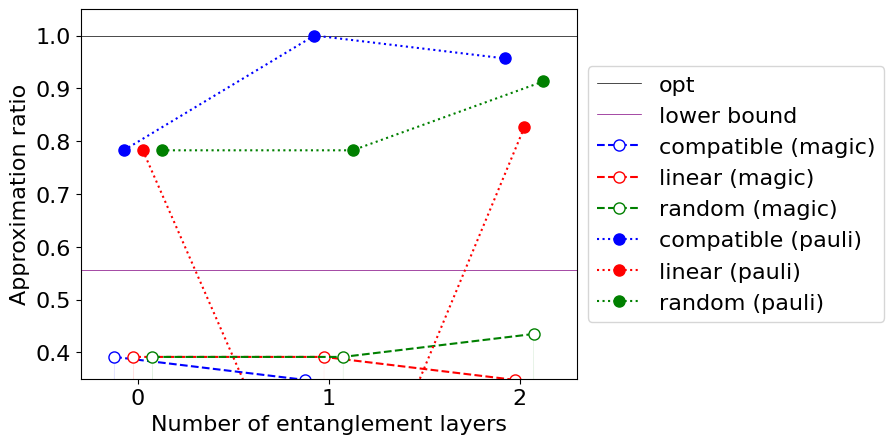 1.0
0.9
0.8
0.7
0.6
0.5
0.4
Approximation ratio
0 1 2
Number of entanglement layers
opt
lower bound
compatible (magic)
linear (magic)
random (magic)
compatible (pauli)
linear (pauli)
random (pauli)